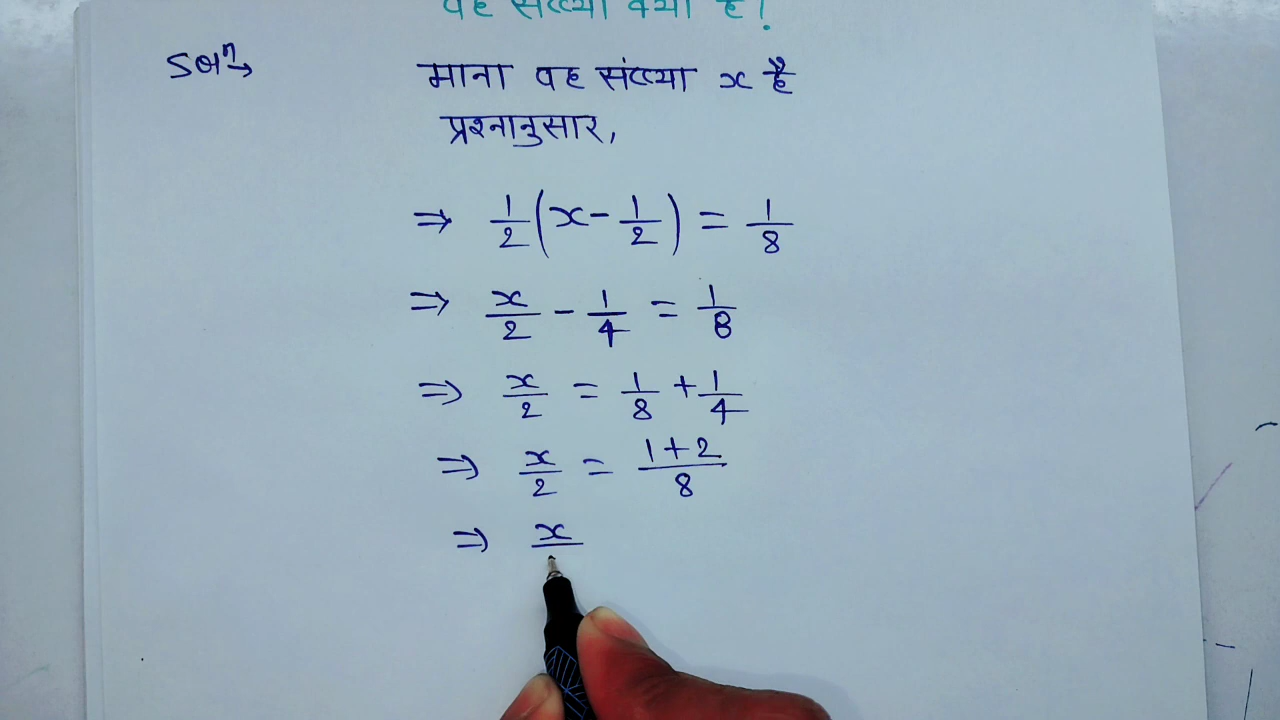 वह संख्या क्या है!
Solⁿ→ माना वह संख्या x है
प्रश्नानुसार,
⇒ 1/2 (x - 1/2) = 1/8
⇒ x/2 - 1/4 = 1/8
⇒ x/2 = 1/8 + 1/4
⇒ x/2 = (1+2)/8
⇒ x/